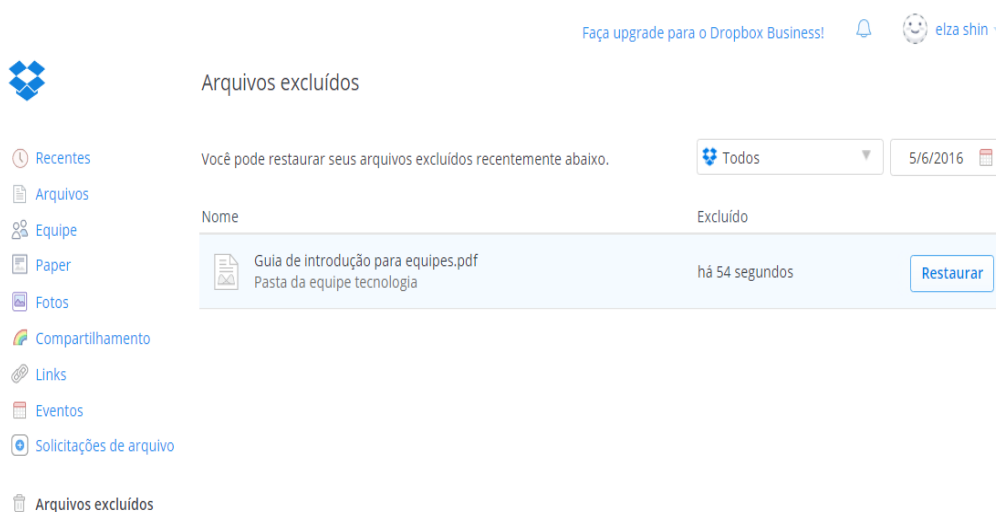 Faça upgrade para o Dropbox Business!
elza shin
Arquivos excluídos
Recentes
Arquivos
Equipe
Paper
Fotos
Compartilhamento
Links
Eventos
Solicitações de arquivo
Arquivos excluídos
Você pode restaurar seus arquivos excluídos recentemente abaixo.
Todos
5/6/2016
Nome
Excluído
Guia de introdução para equipes.pdf
Pasta da equipe tecnologia
há 54 segundos
Restaurar